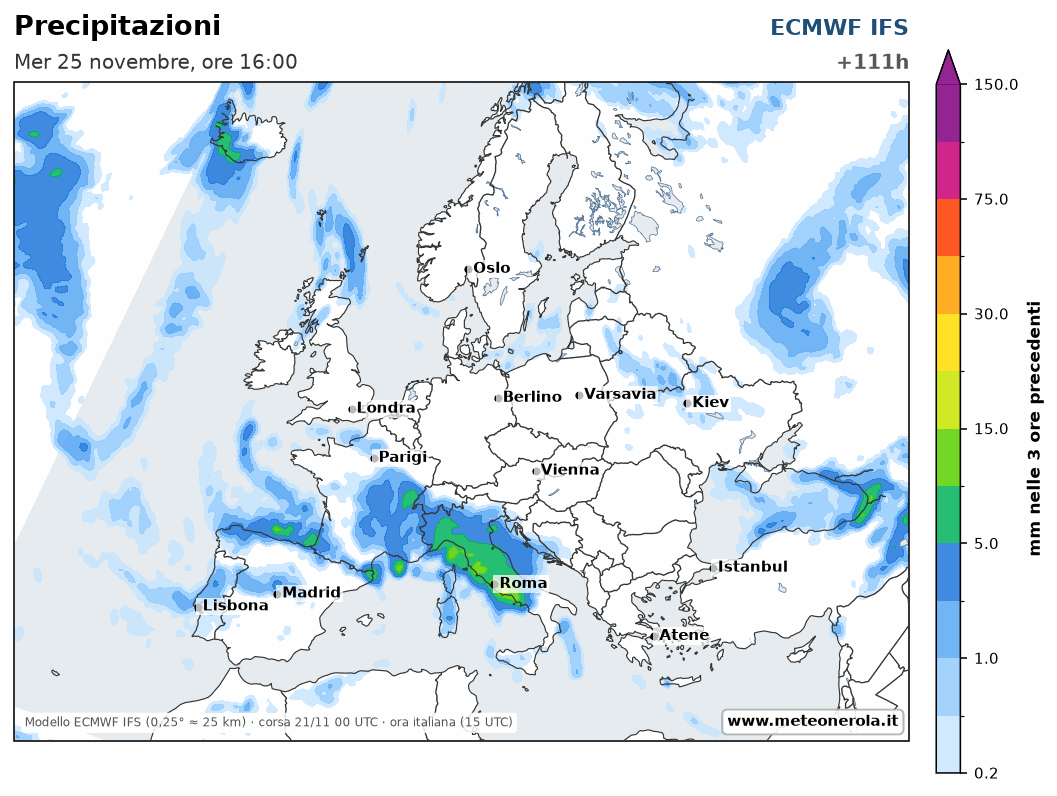 Precipitazioni
ECMWF IFS
Mer 25 novembre, ore 16:00
+111h
150.0
75.0
30.0
15.0
5.0
1.0
0.2
mm nelle 3 ore precedenti
Oslo
Berlino
Varsavia
Kiev
Londra
Parigi
Vienna
Istanbul
Roma
Madrid
Lisbona
Atene
Modello ECMWF IFS (0,25° ≈ 25 km) · corsa 21/11 00 UTC · ora italiana (15 UTC)
www.meteonerola.it